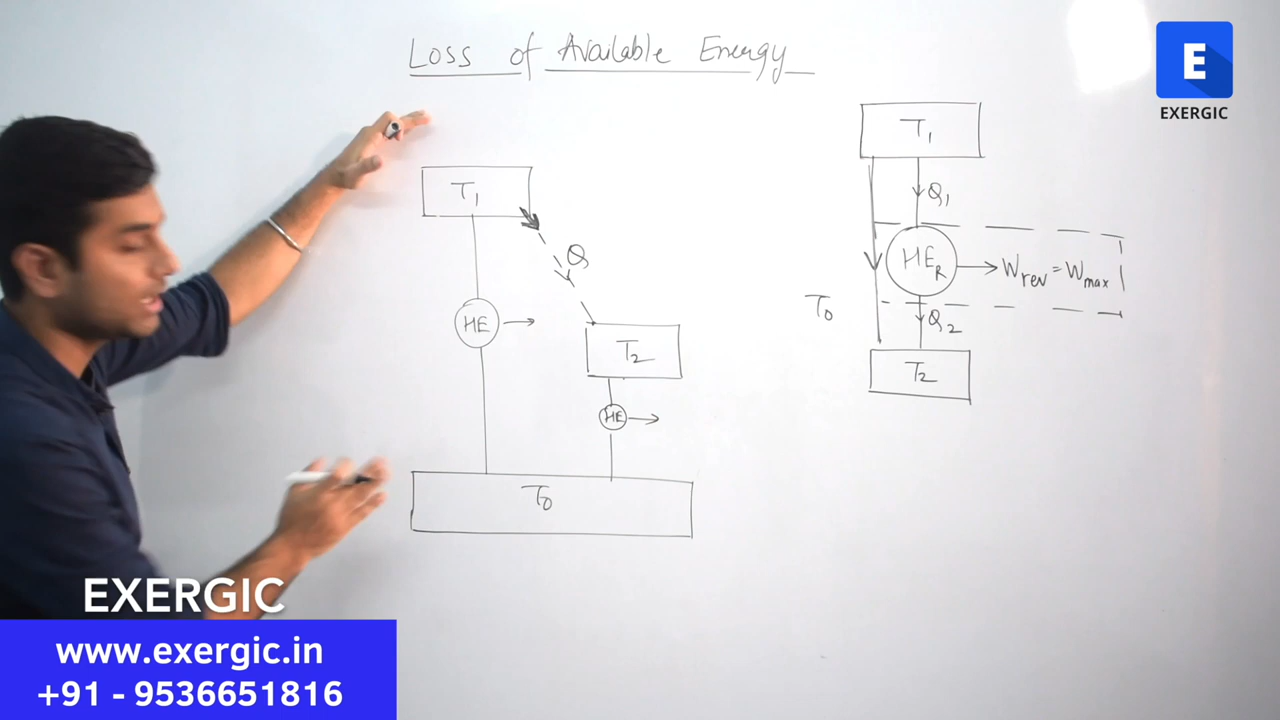 Loss of Available Energy
E
EXERGIC
T1
Q
HE
T2
HE
T0
T1
Q1
HER
Wrev = Wmax
T0
Q2
T2
EXERGIC
www.exergic.in
+91 - 9536651816